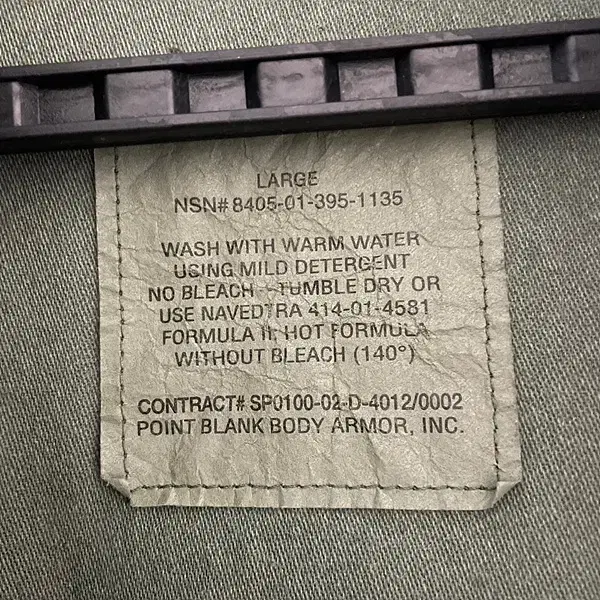 LARGE
NSN# 8405-01-395-1135
WASH WITH WARM WATER
USING MILD DETERGENT
NO BLEACH - TUMBLE DRY OR
USE NAVEDTRA 414-01-4581
FORMULA II, HOT FORMULA
WITHOUT BLEACH (140°)
CONTRACT# SP0100-02-D-4012/0002
POINT BLANK BODY ARMOR, INC.